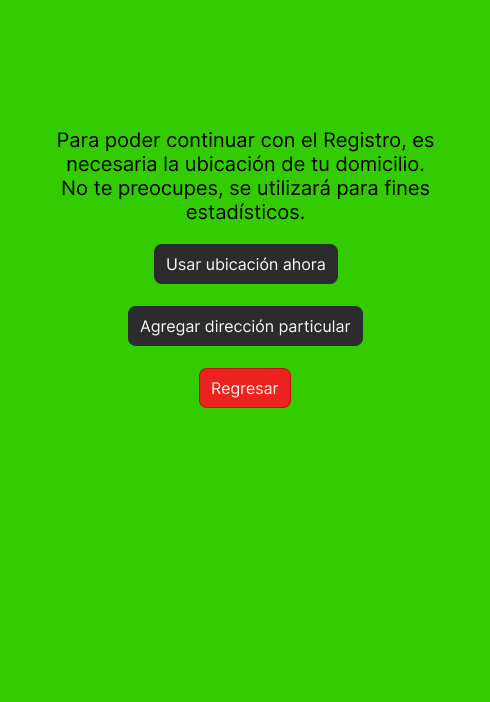 Para poder continuar con el Registro, es
necesaria la ubicación de tu domicilio.
No te preocupes, se utilizará para fines
estadísticos.
Usar ubicación ahora
Agregar dirección particular
Regresar